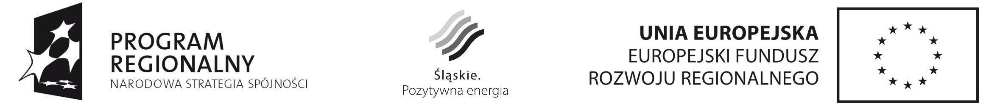 PROGRAM
REGIONALNY
NARODOWA STRATEGIA SPÓJNOŚCI
Śląskie.
Pozytywna energia
UNIA EUROPEJSKA
EUROPEJSKI FUNDUSZ
ROZWOJU REGIONALNEGO